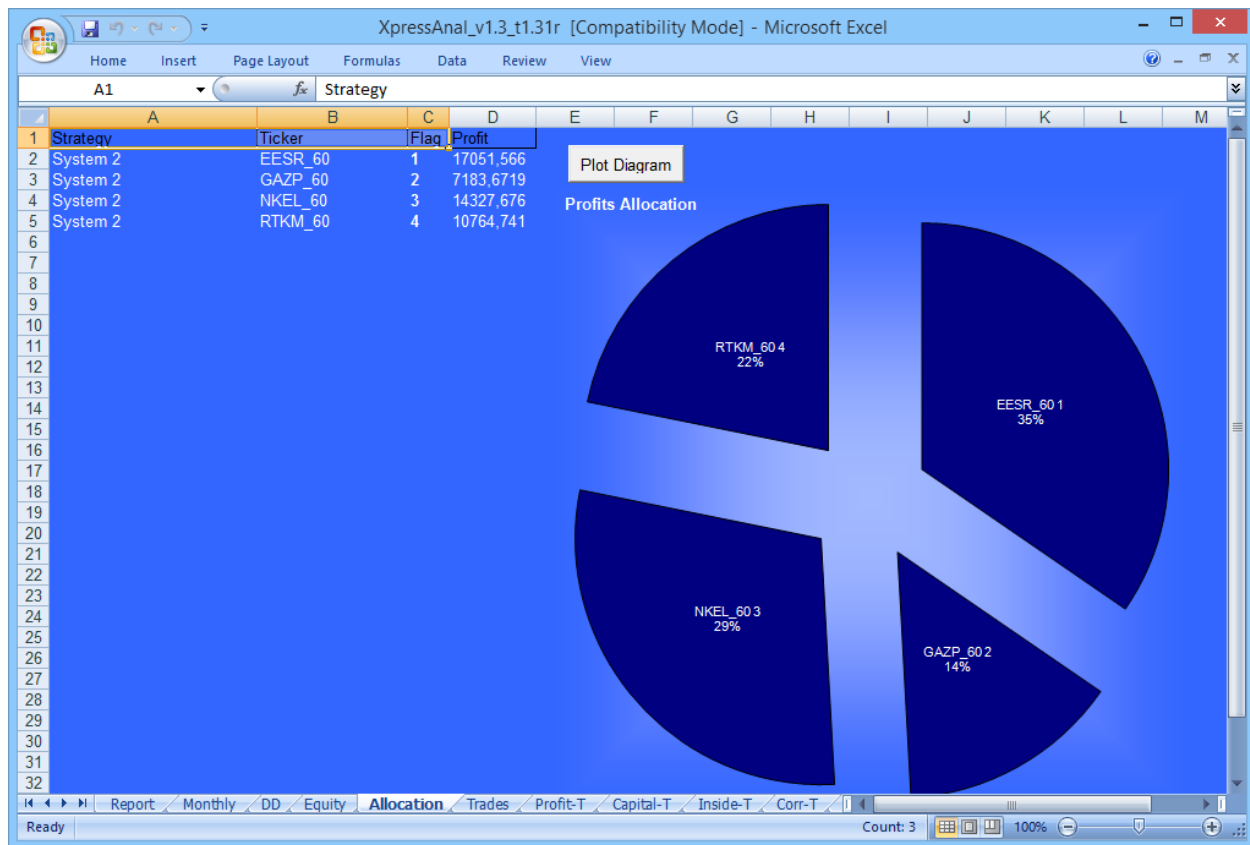 XpressAnal_v1.3_t1.31r [Compatibility Mode] - Microsoft Excel
Home Insert Page Layout Formulas Data Review View
A1 fx Strategy
A B C D E F G H I J K L M
1 Strategy Ticker Flag Profit
2 System 2 EESR_60 1 17051,566
3 System 2 GAZP_60 2 7183,6719
4 System 2 NKEL_60 3 14327,676
5 System 2 RTKM_60 4 10764,741
6
7
8
9
10
11
12
13
14
15
16
17
18
19
20
21
22
23
24
25
26
27
28
29
30
31
32
Plot Diagram
Profits Allocation
RTKM_60 4
22%
EESR_60 1
35%
NKEL_60 3
29%
GAZP_60 2
14%
Report Monthly DD Equity Allocation Trades Profit-T Capital-T Inside-T Corr-T
Ready Count: 3 100%